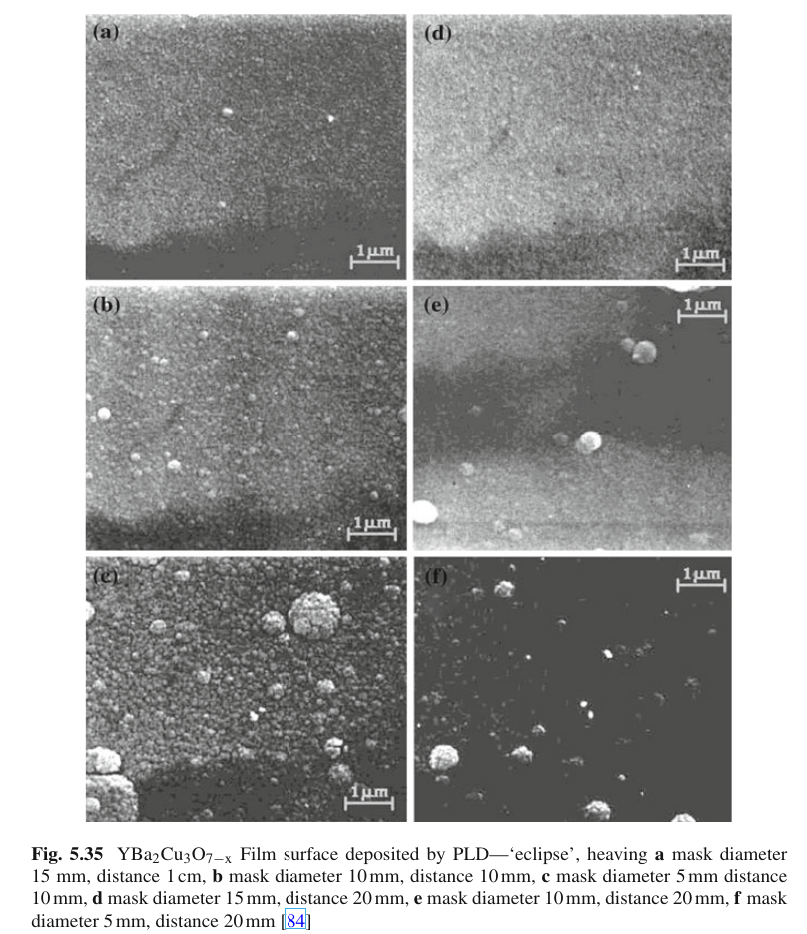 (a)
1μm
(d)
1μm
(b)
1μm
(e)
1μm
(c)
1μm
(f)
1μm
Fig. 5.35 YBa₂Cu₃O₇₋ₓ Film surface deposited by PLD—‘eclipse’, heaving a mask diameter
15 mm, distance 1 cm, b mask diameter 10 mm, distance 10 mm, c mask diameter 5 mm distance
10 mm, d mask diameter 15 mm, distance 20 mm, e mask diameter 10 mm, distance 20 mm, f mask
diameter 5 mm, distance 20 mm [84]